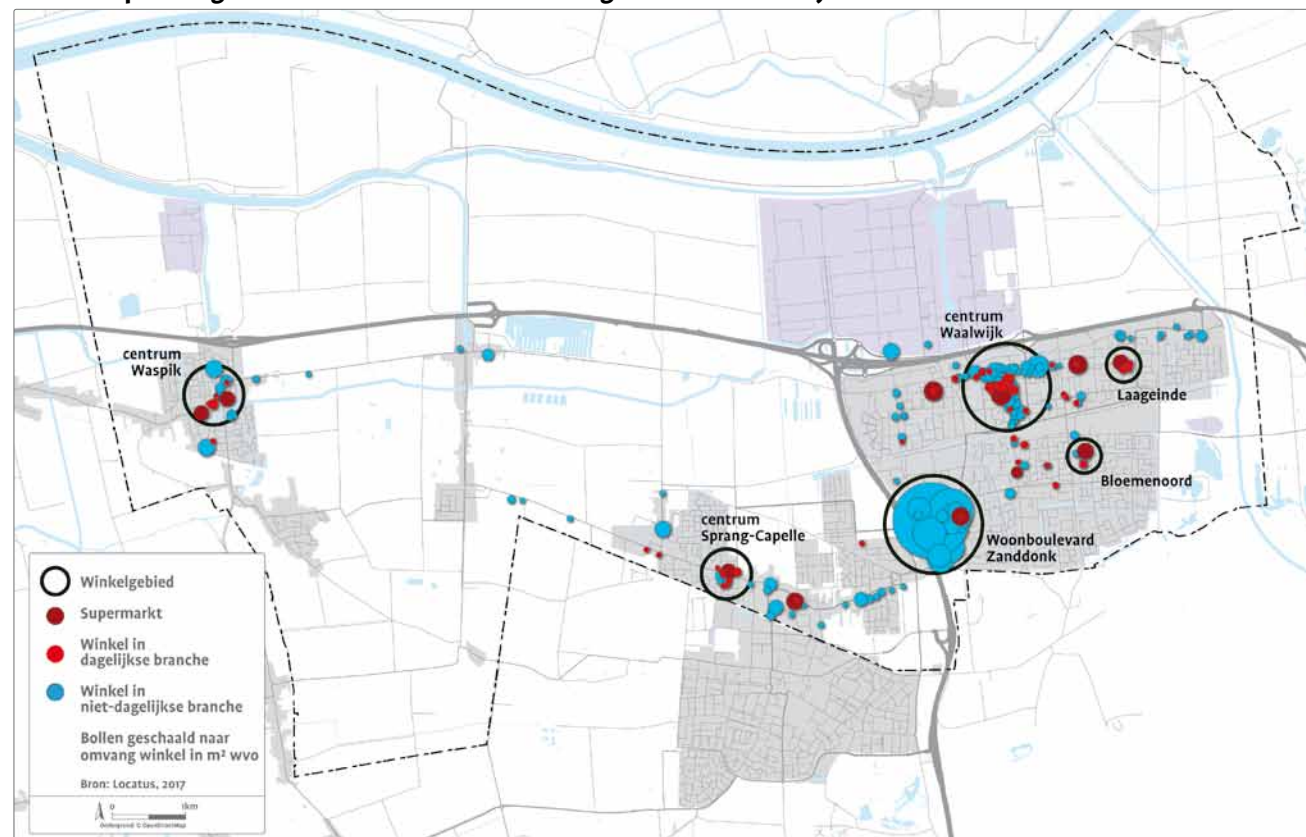 centrum
Waspik
centrum
Waalwijk
Laageinde
Bloemenoord
centrum
Sprang-Capelle
Woonboulevard
Zanddonk
Winkelgebied
Supermarkt
Winkel in
dagelijkse branche
Winkel in
niet-dagelijkse branche
Bollen geschaald naar
omvang winkel in m² wvo
Bron: Locatus, 2017
0 1km